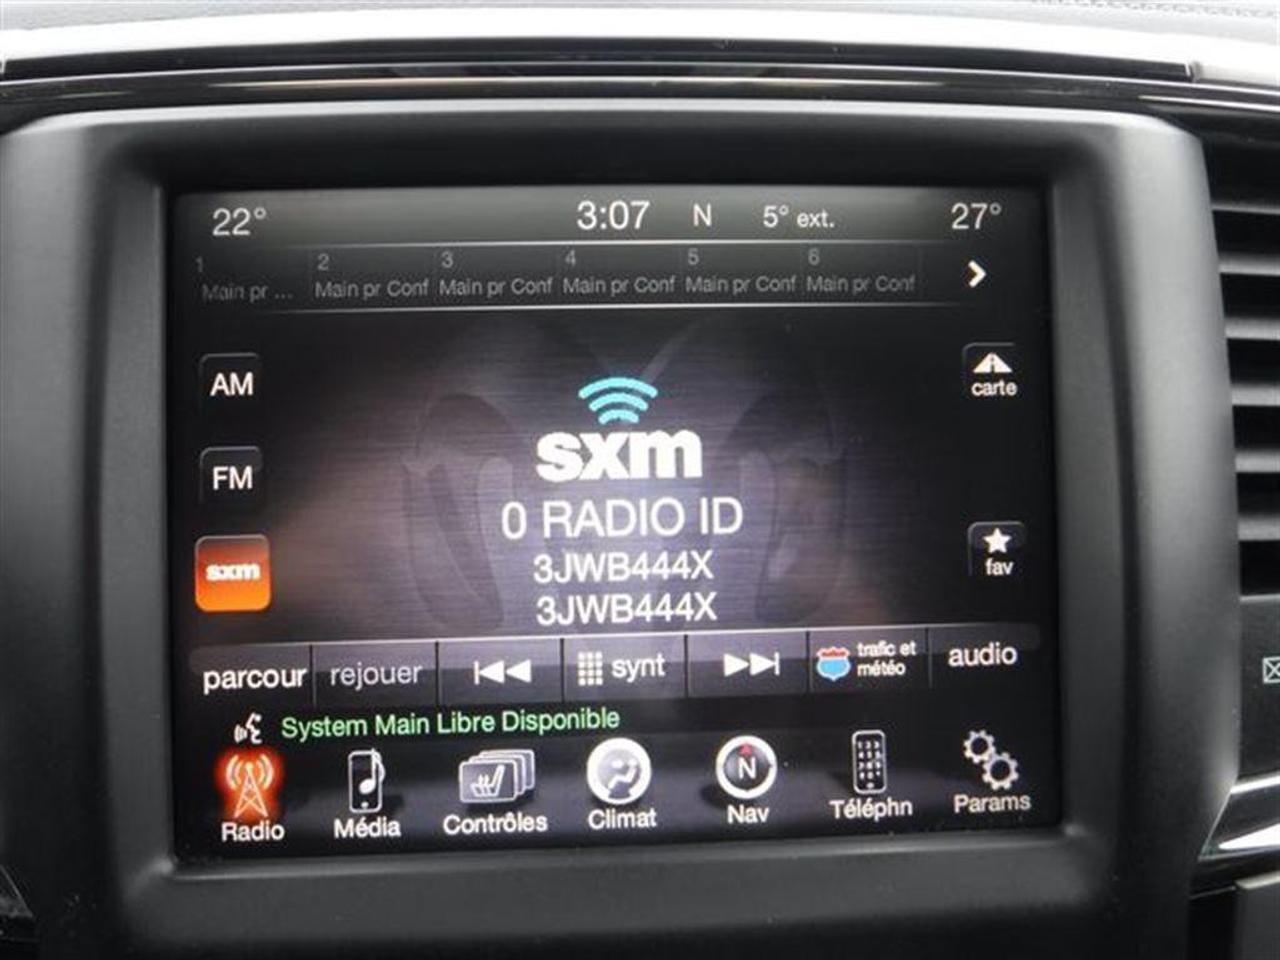 22° 3:07 N 5° ext. 27°
1 2 3 4 5 6
Main pr ... Main pr Conf Main pr Conf Main pr Conf Main pr Conf Main pr Conf
AM
carte
sxm
FM
0 RADIO ID
fav
sxm
3JWB444X
3JWB444X
parcour rejouer synt trafic et météo audio
System Main Libre Disponible
Radio Média Contrôles Climat N Nav Téléphn Params